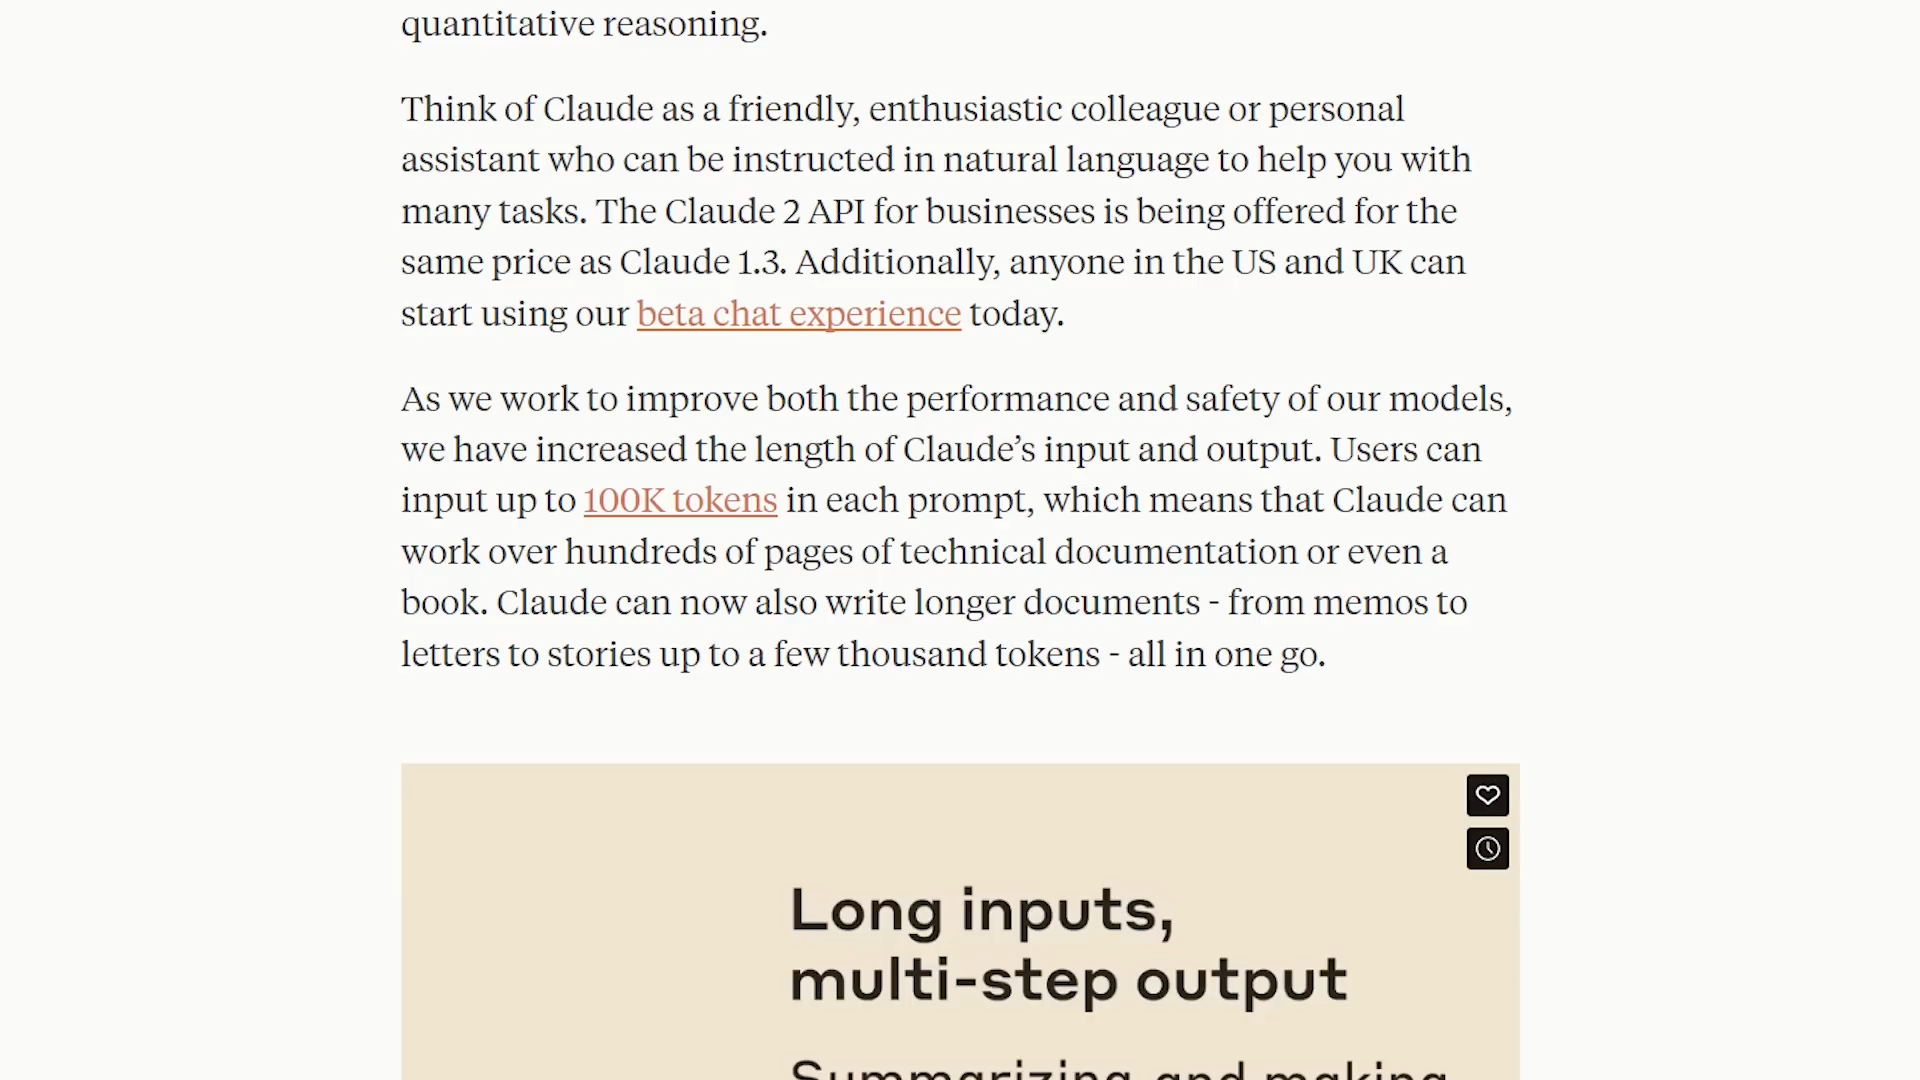 quantitative reasoning.
Think of Claude as a friendly, enthusiastic colleague or personal
assistant who can be instructed in natural language to help you with
many tasks. The Claude 2 API for businesses is being offered for the
same price as Claude 1.3. Additionally, anyone in the US and UK can
start using our beta chat experience today.
As we work to improve both the performance and safety of our models,
we have increased the length of Claude’s input and output. Users can
input up to 100K tokens in each prompt, which means that Claude can
work over hundreds of pages of technical documentation or even a
book. Claude can now also write longer documents - from memos to
letters to stories up to a few thousand tokens - all in one go.
Long inputs,
multi-step output
Summarizing and making